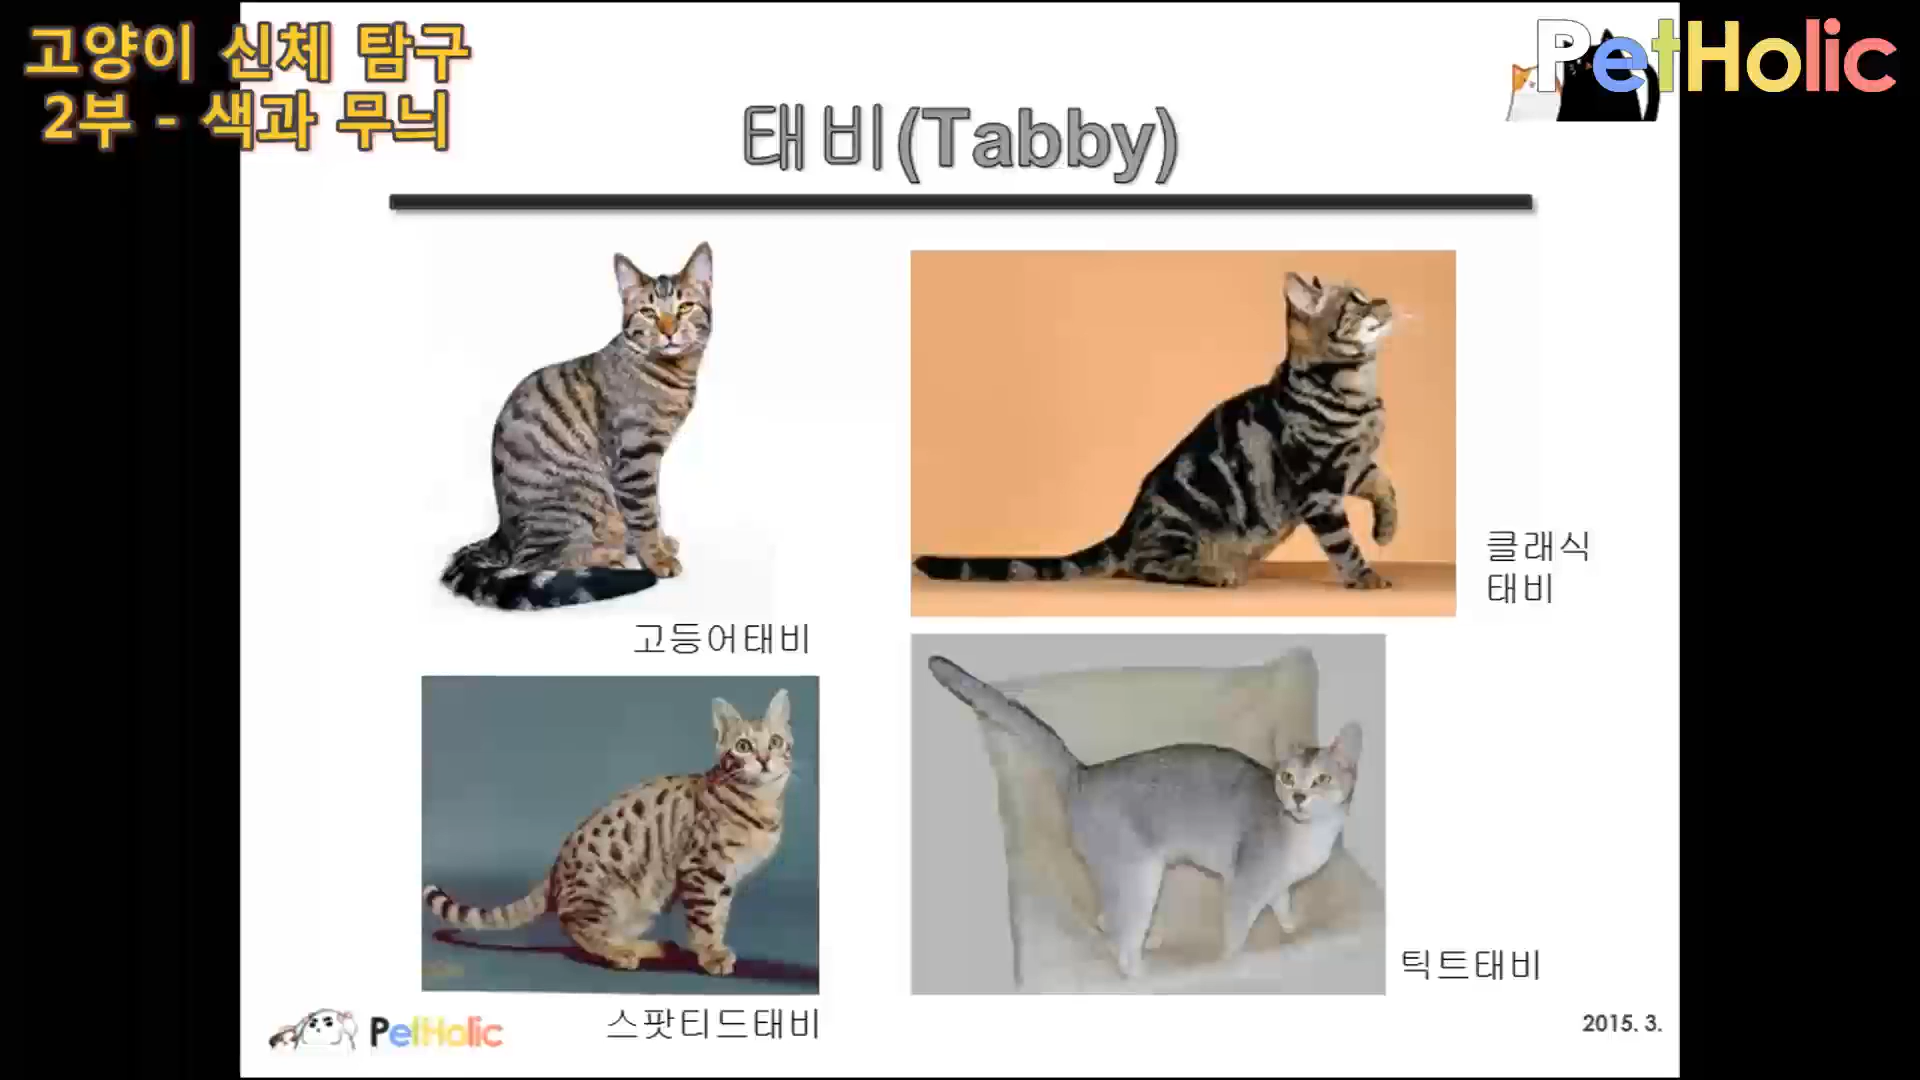 고양이 신체 탐구
2부 - 색과 무늬
PetHolic
태비(Tabby)
고등어태비
클래식
태비
스팟티드태비
틱트태비
PetHolic
2015. 3.